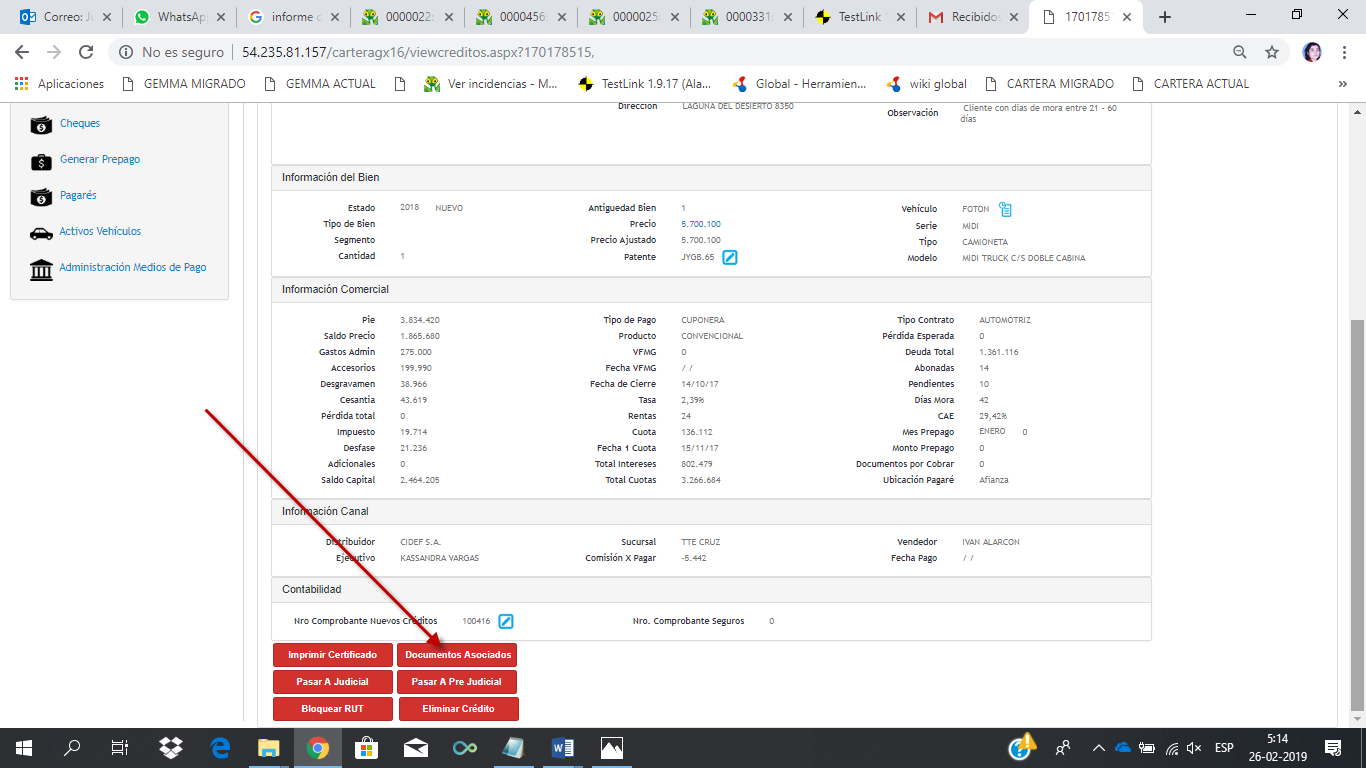 Correo: Ju
WhatsApp
informe d
0000022:
0000456:
0000025
0000331
TestLink 1
Recibidos
1701785
No es seguro | 54.235.81.157/carteragx16/viewcreditos.aspx?170178515,
Aplicaciones GEMMA MIGRADO GEMMA ACTUAL Ver incidencias - M... TestLink 1.9.17 (Ala... Global - Herramien... wiki global CARTERA MIGRADO CARTERA ACTUAL »
Cheques
Generar Prepago
Pagarés
Activos Vehículos
Administración Medios de Pago
Dirección LAGUNA DEL DESIERTO 8350 Observación Cliente con dias de mora entre 21 - 60
días
Información del Bien
Estado 2018 NUEVO Antiguedad Bien 1 Vehículo FOTON
Tipo de Bien Precio 5.700.100 Serie MIDI
Segmento Precio Ajustado 5.700.100 Tipo CAMIONETA
Cantidad 1 Patente JYGB.65 Modelo MIDI TRUCK C/S DOBLE CABINA
Información Comercial
Pie 3.834.420 Tipo de Pago CUPONERA Tipo Contrato AUTOMOTRIZ
Saldo Precio 1.865.680 Producto CONVENCIONAL Pérdida Esperada 0
Gastos Admin 275.000 VFMG 0 Deuda Total 1.361.116
Accesorios 199.990 Fecha VFMG / / Abonadas 14
Desgravamen 38.966 Fecha de Cierre 14/10/17 Pendientes 10
Cesantia 43.619 Tasa 2,39% Días Mora 42
Pérdida total 0 Rentas 24 CAE 29,42%
Impuesto 19.714 Cuota 136.112 Mes Prepago ENERO 0
Desfase 21.236 Fecha 1 Cuota 15/11/17 Monto Prepago 0
Adicionales 0 Total Intereses 802.479 Documentos por Cobrar 0
Saldo Capital 2.464.205 Total Cuotas 3.266.684 Ubicación Pagaré Afianza
Información Canal
Distribuidor CIDEF S.A. Sucursal TTE CRUZ Vendedor IVAN ALARCON
Ejecutivo KASSANDRA VARGAS Comisión X Pagar -5.442 Fecha Pago / /
Contabilidad
Nro Comprobante Nuevos Créditos 100416 Nro. Comprobante Seguros 0
Imprimir Certificado Documentos Asociados
Pasar A Judicial Pasar A Pre Judicial
Bloquear RUT Eliminar Crédito
ESP
5:14
26-02-2019